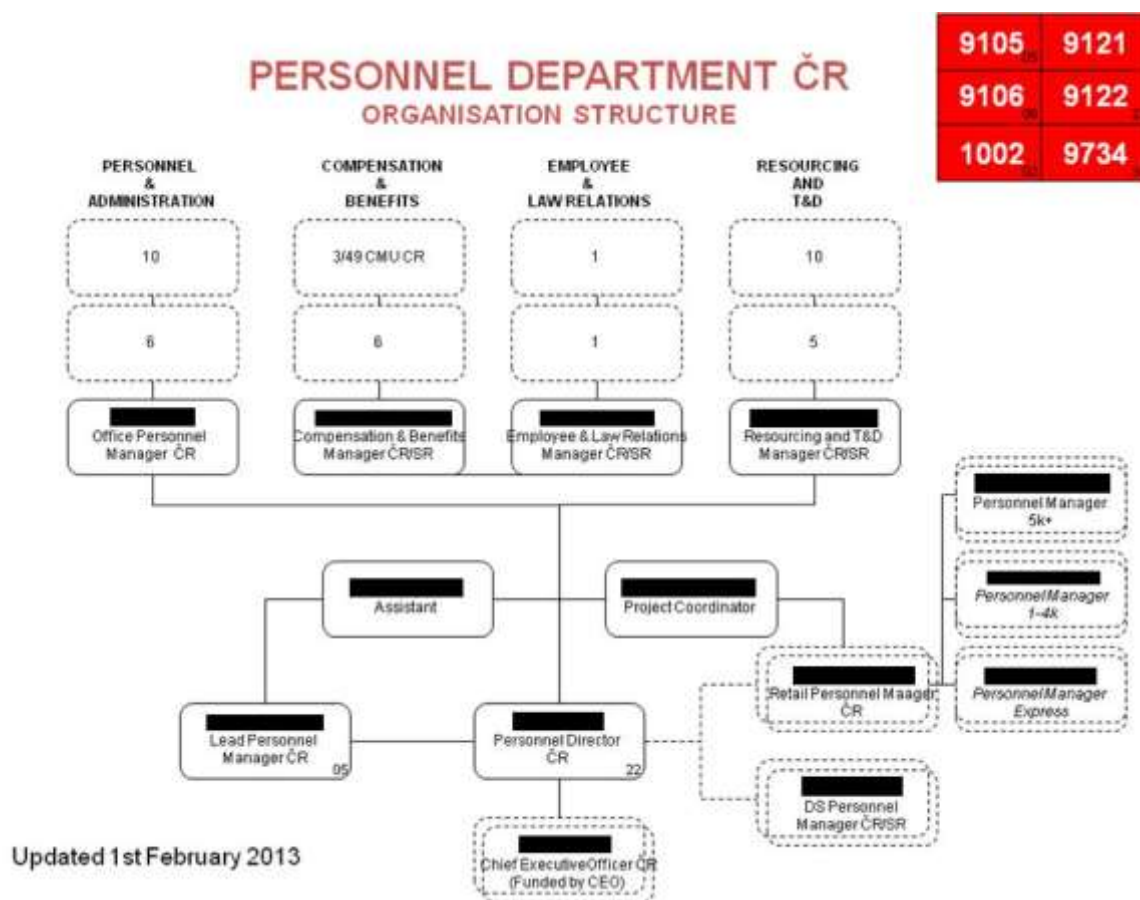 PERSONNEL DEPARTMENT ČR
ORGANISATION STRUCTURE
9105 05 9121
9106 9122
1002 9734
PERSONNEL
&
ADMINISTRATION
COMPENSATION
&
BENEFITS
EMPLOYEE
&
LAW RELATIONS
RESOURCING
AND
T&D
10
3/49 CMU CR
1
10
6
6
1
5
Office Personnel
Manager ČR
Compensation & Benefits
Manager ČR/SR
Employee & Law Relations
Manager ČR/SR
Resourcing and T&D
Manager ČR/SR
Personnel Manager
5k+
Assistant
Project Coordinator
Personnel Manager
1-4k
Retail Personnel Maager
ČR
Personnel Manager
Express
Lead Personnel
Manager ČR
05
Personnel Director
ČR
22
DS Personnel
Manager ČR/SR
Chief Executive Officer ČR
(Funded by CEO)
Updated 1st February 2013